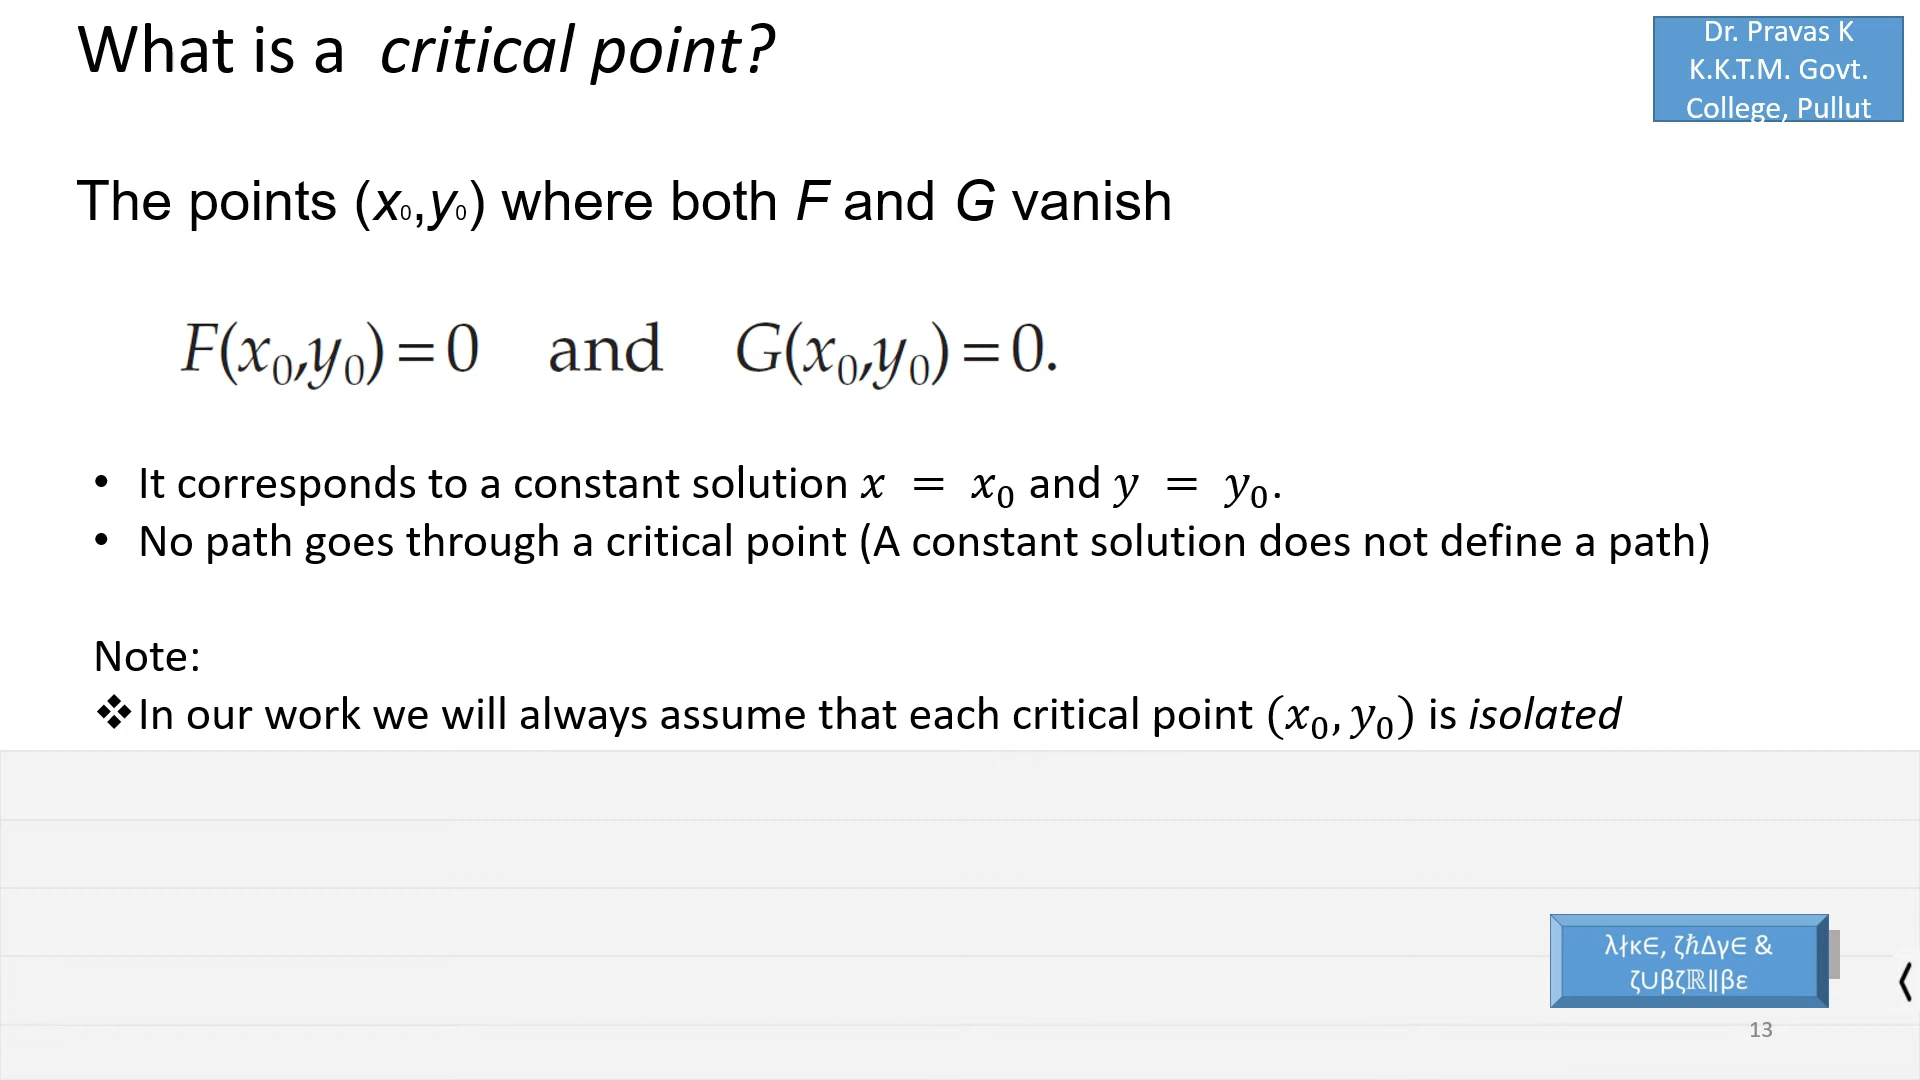 What is a critical point?
Dr. Pravas K
K.K.T.M. Govt.
College, Pullut
The points (x₀,y₀) where both F and G vanish
F(x₀,y₀) = 0 and G(x₀,y₀) = 0.
• It corresponds to a constant solution x = x₀ and y = y₀.
• No path goes through a critical point (A constant solution does not define a path)
Note:
❖In our work we will always assume that each critical point (x₀, y₀) is isolated
λƚκ∈, ζℏΔγ∈ &
ζ∪βζℝ∥βε
13